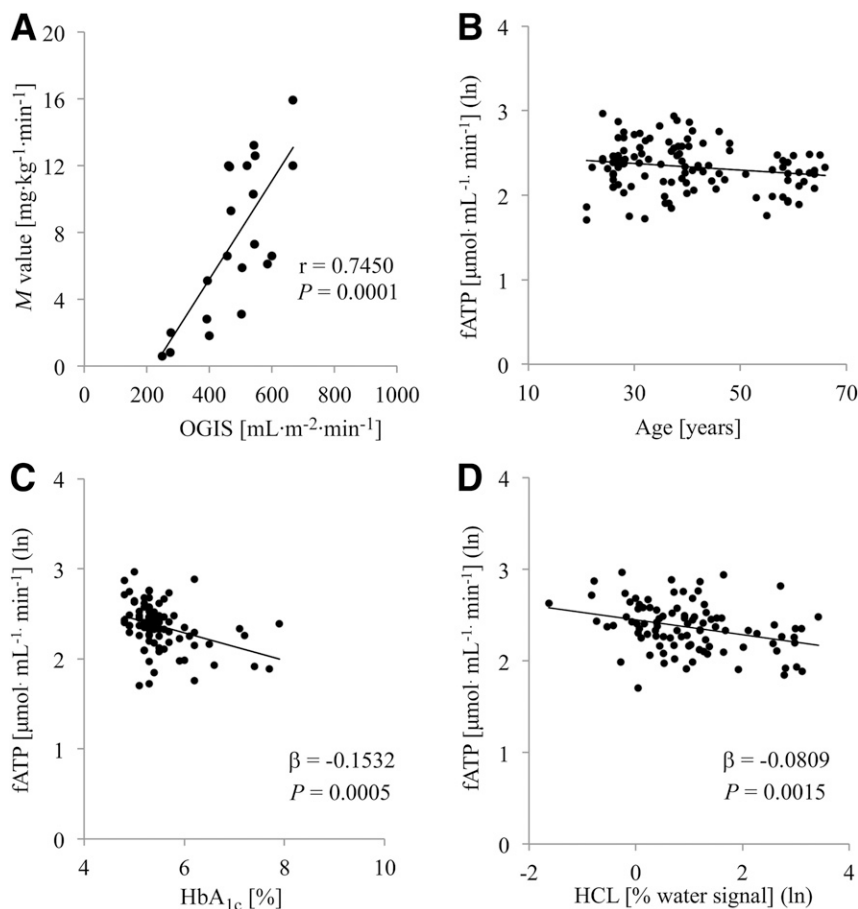 A
20
16
12
8
4
0
M value [mg·kg⁻¹·min⁻¹]
r = 0.7450
P = 0.0001
0 200 400 600 800 1000
OGIS [mL·m⁻²·min⁻¹]
B
4
3
2
1
0
fATP [µmol· mL⁻¹· min⁻¹] (ln)
10 30 50 70
Age [years]
C
4
3
2
1
0
fATP [µmol· mL⁻¹· min⁻¹] (ln)
β = -0.1532
P = 0.0005
4 6 8 10
HbA₁c [%]
D
4
3
2
1
0
fATP [µmol· mL⁻¹· min⁻¹] (ln)
β = -0.0809
P = 0.0015
-2 0 2 4
HCL [% water signal] (ln)